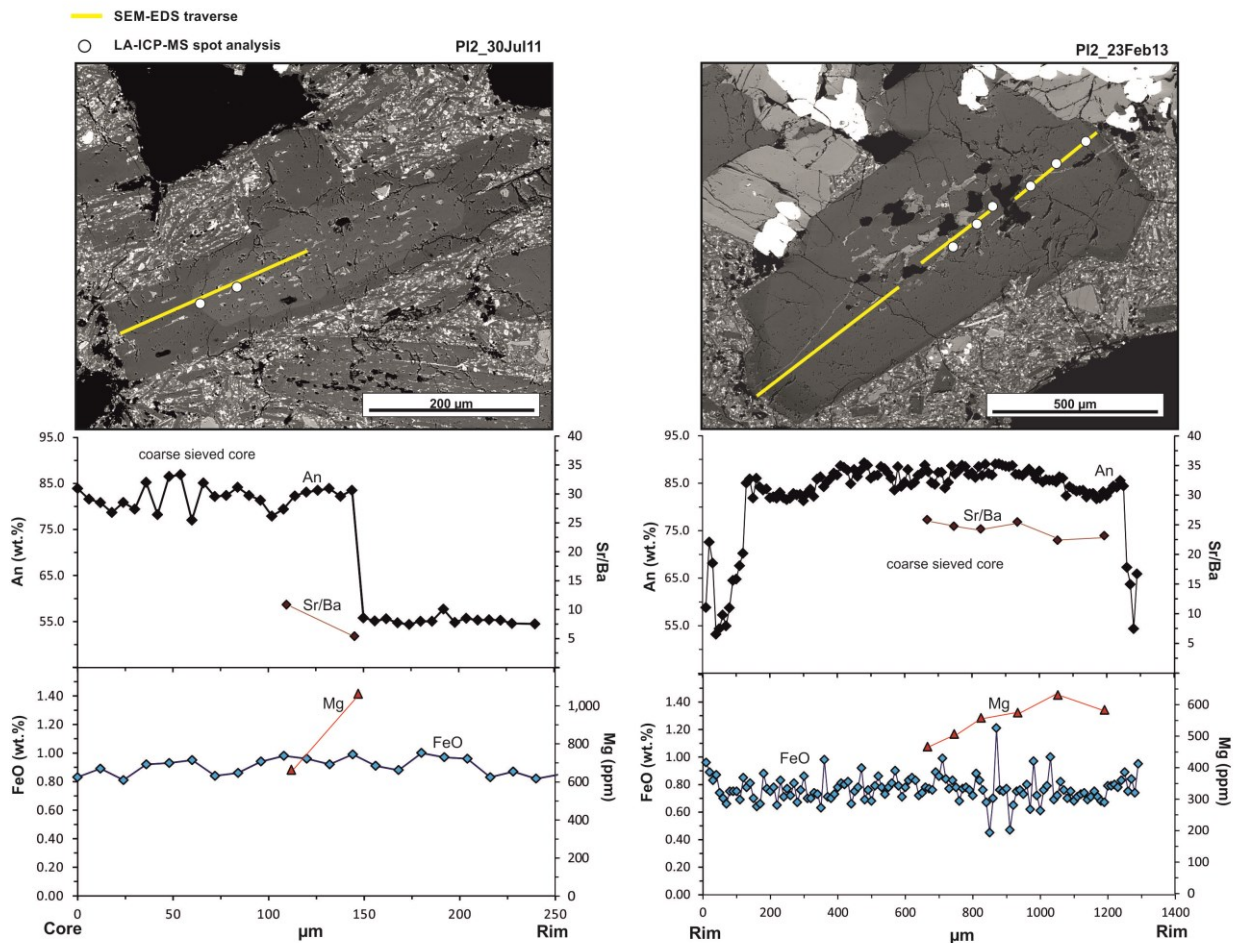 SEM-EDS traverse
LA-ICP-MS spot analysis
PI2_30Jul11
PI2_23Feb13
200 µm
500 µm
95.0
85.0
75.0
65.0
55.0
An (wt.%)
coarse sieved core
An
Sr/Ba
40
35
30
25
20
15
10
5
0
Sr/Ba
95.0
85.0
75.0
65.0
55.0
An (wt.%)
An
Sr/Ba
coarse sieved core
40
35
30
25
20
15
10
5
0
Sr/Ba
1.40
1.20
1.00
0.80
0.60
0.40
0.20
0.00
FeO (wt.%)
Mg
FeO
1,000
800
600
400
200
0
Mg (ppm)
0 50 100 150 200 250
Core µm Rim
1.40
1.20
1.00
0.80
0.60
0.40
0.20
0.00
FeO (wt.%)
FeO
Mg
600
500
400
300
200
100
0
Mg (ppm)
0 200 400 600 800 1000 1200 1400
Rim µm Rim